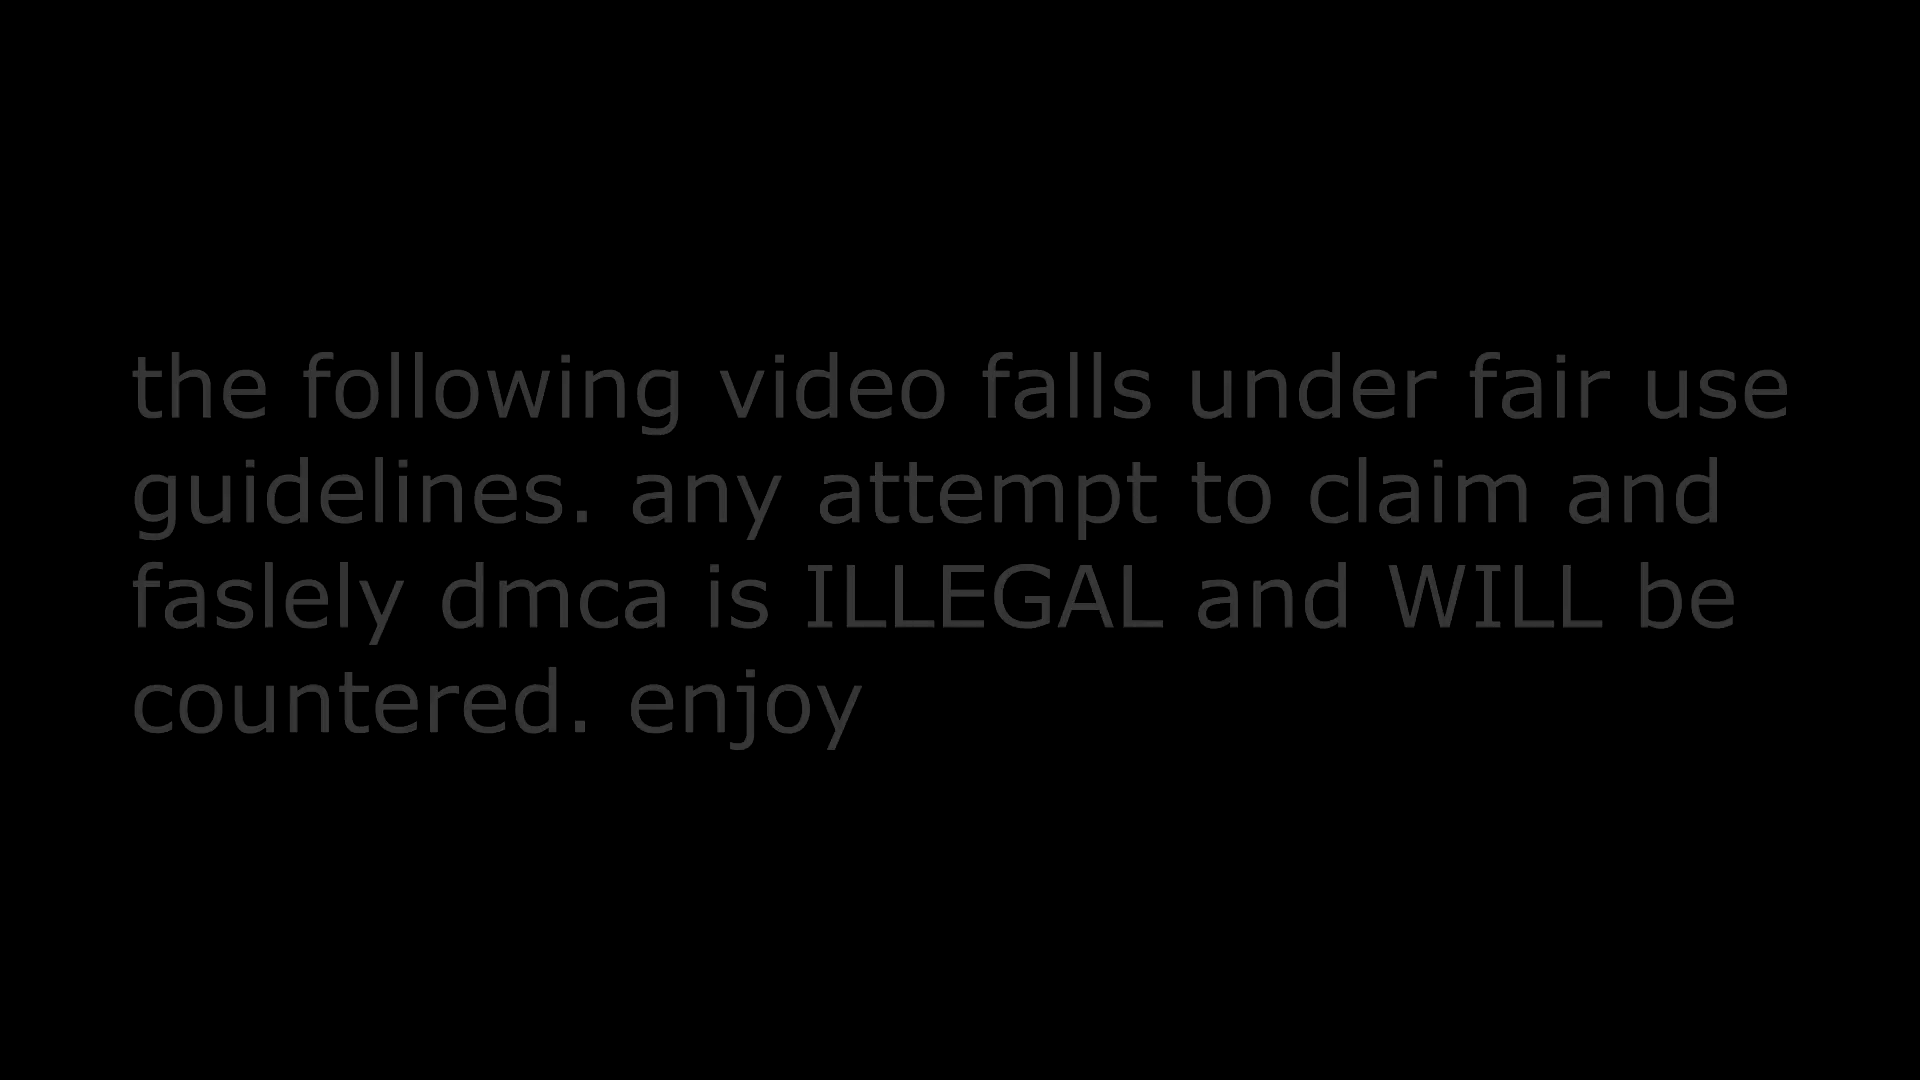 the following video falls under fair use
guidelines. any attempt to claim and
faslely dmca is ILLEGAL and WILL be
countered. enjoy